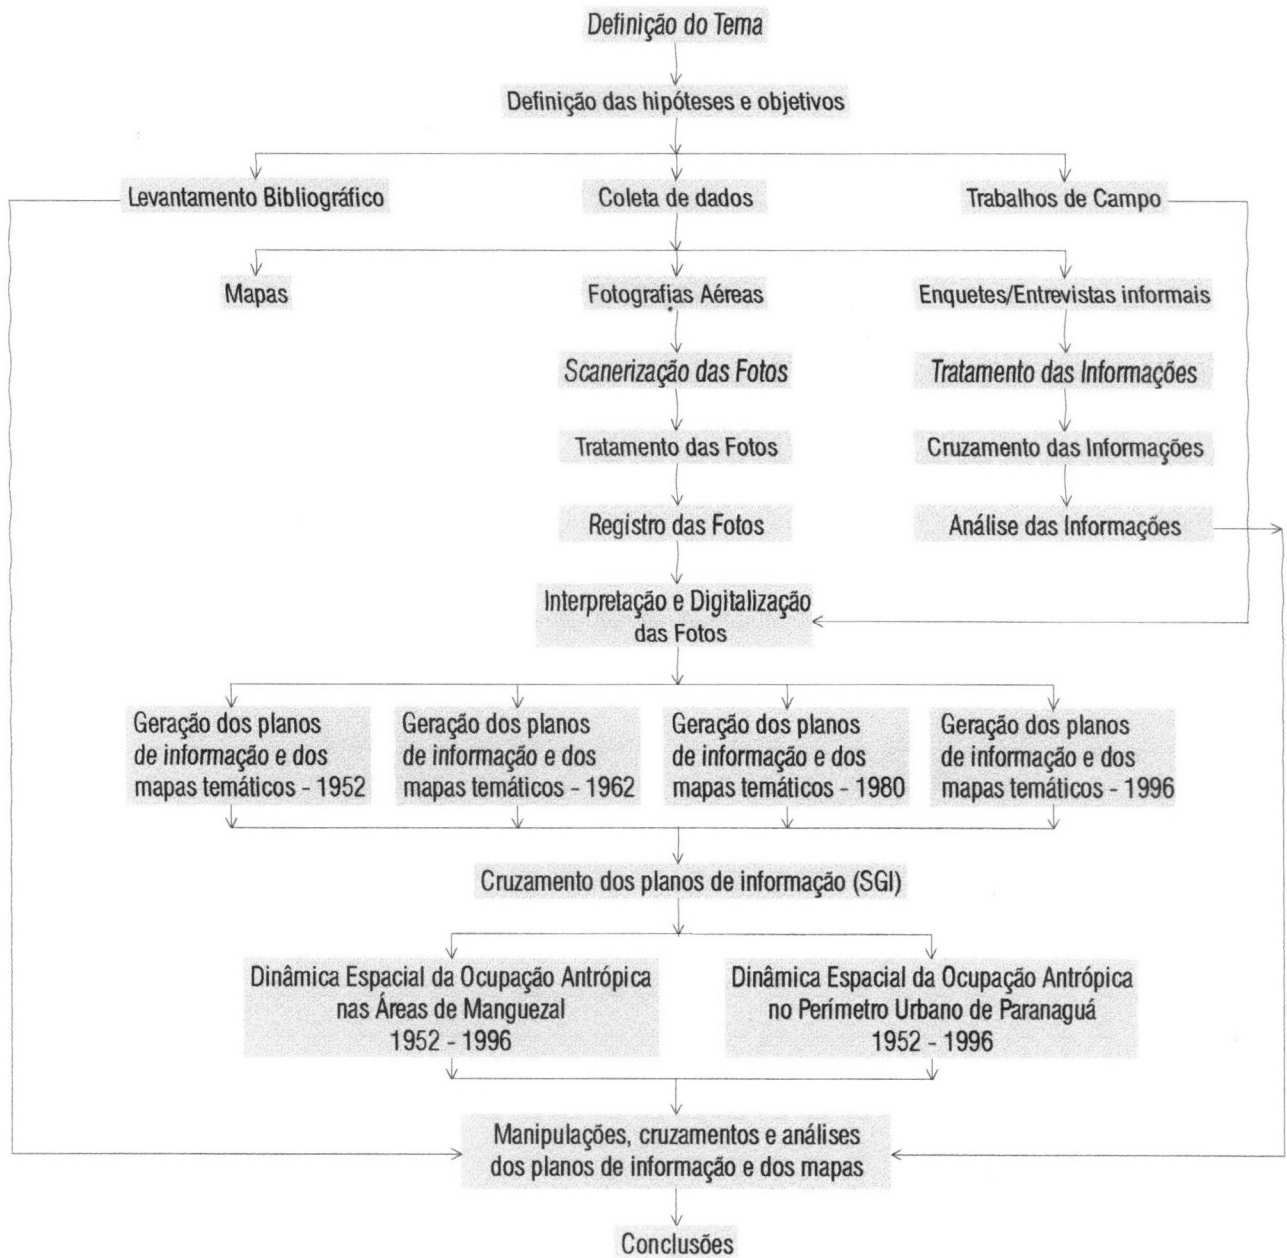 Definição do Tema
Definição das hipóteses e objetivos
Levantamento Bibliográfico
Coleta de dados
Trabalhos de Campo
Mapas
Fotografias Aéreas
Enquetes/Entrevistas informais
Scanerização das Fotos
Tratamento das Informações
Tratamento das Fotos
Cruzamento das Informações
Registro das Fotos
Análise das Informações
Interpretação e Digitalização
das Fotos
Geração dos planos
de informação e dos
mapas temáticos - 1952
Geração dos planos
de informação e dos
mapas temáticos - 1962
Geração dos planos
de informação e dos
mapas temáticos - 1980
Geração dos planos
de informação e dos
mapas temáticos - 1996
Cruzamento dos planos de informação (SGI)
Dinâmica Espacial da Ocupação Antrópica
nas Áreas de Manguezal
1952 - 1996
Dinâmica Espacial da Ocupação Antrópica
no Perímetro Urbano de Paranaguá
1952 - 1996
Manipulações, cruzamentos e análises
dos planos de informação e dos mapas
Conclusões